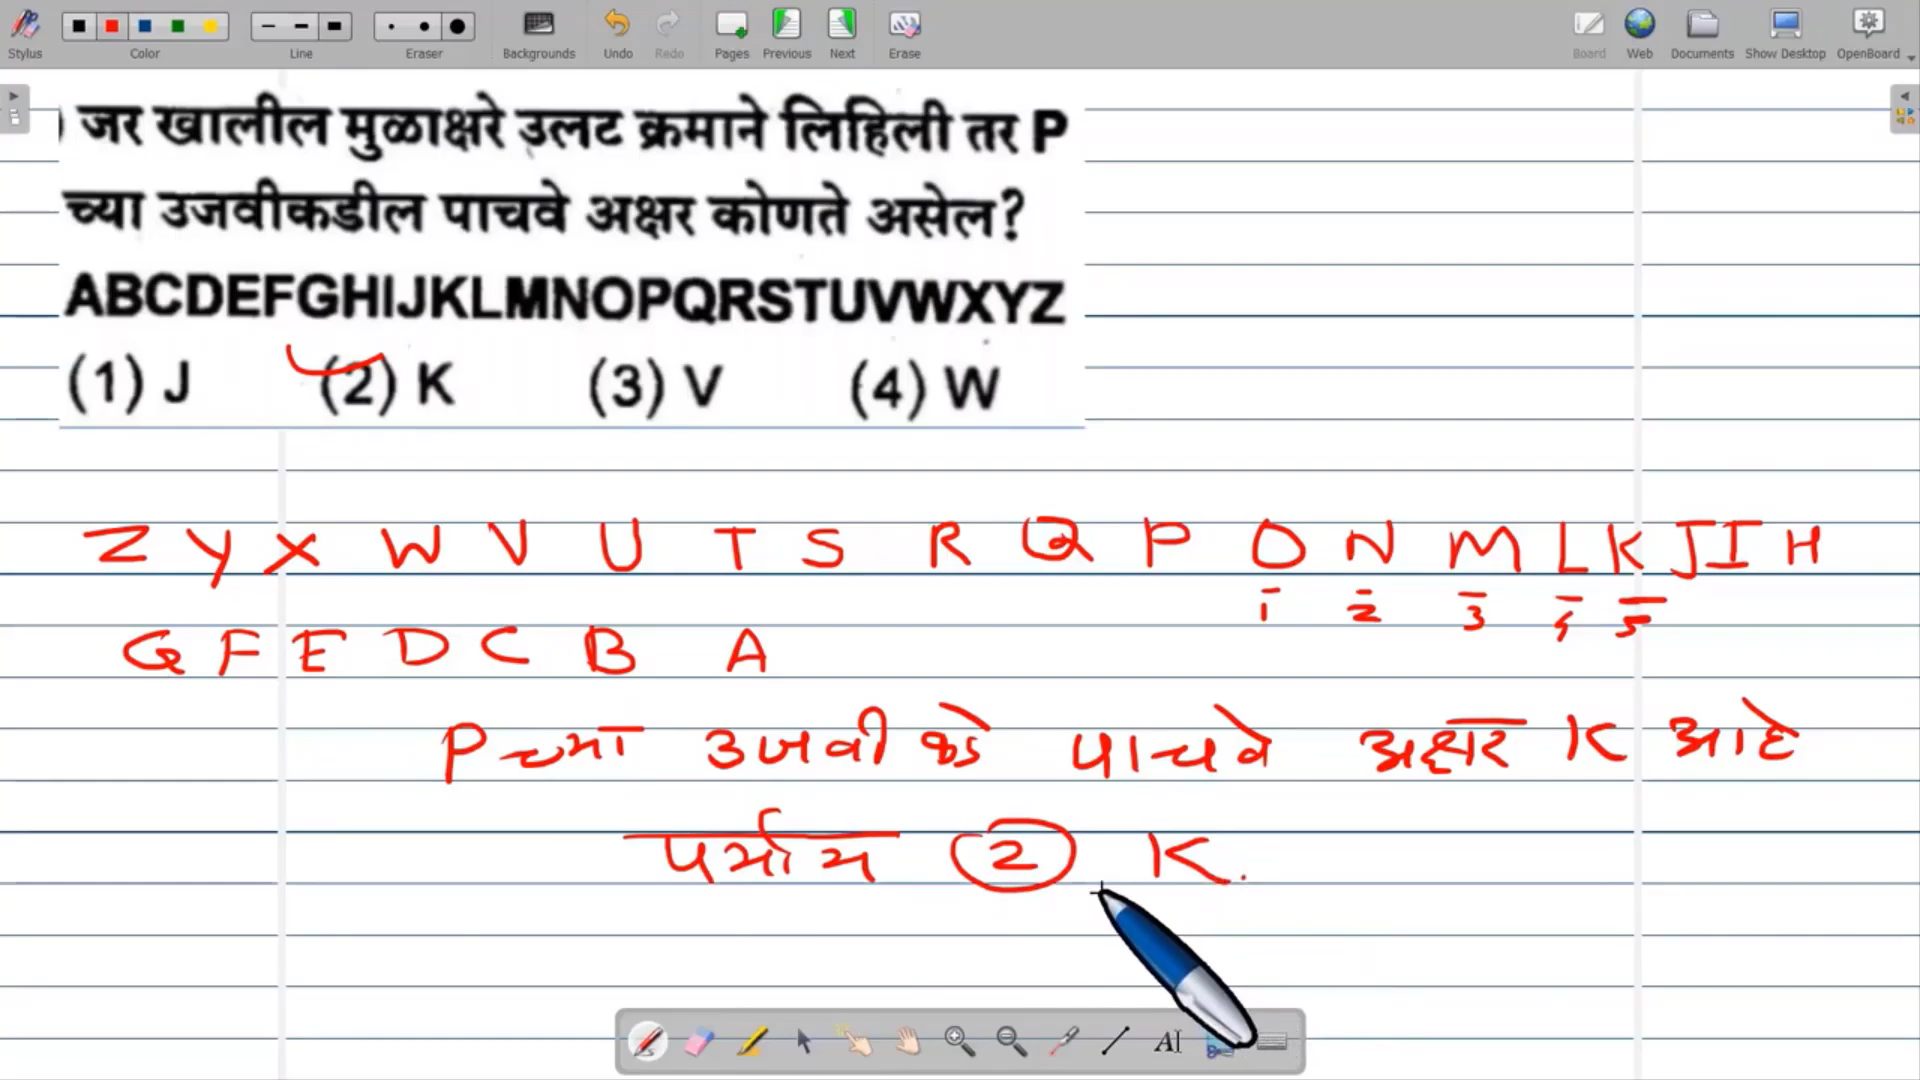 Stylus Color Line Eraser Backgrounds Undo Redo Pages Previous Next Erase Board Web Documents Show Desktop OpenBoard
) जर खालील मुळाक्षरे उलट क्रमाने लिहिली तर P
च्या उजवीकडील पाचवे अक्षर कोणते असेल?
ABCDEFGHIJKLMNOPQRSTUVWXYZ
(1) J (2) K (3) V (4) W
Z Y X W V U T S R Q P O N M L K J I H
1 2 3 4 5
G F E D C B A
P च्या उजवीकडे पाचवे अक्षर K आहे
पर्याय 2 K.